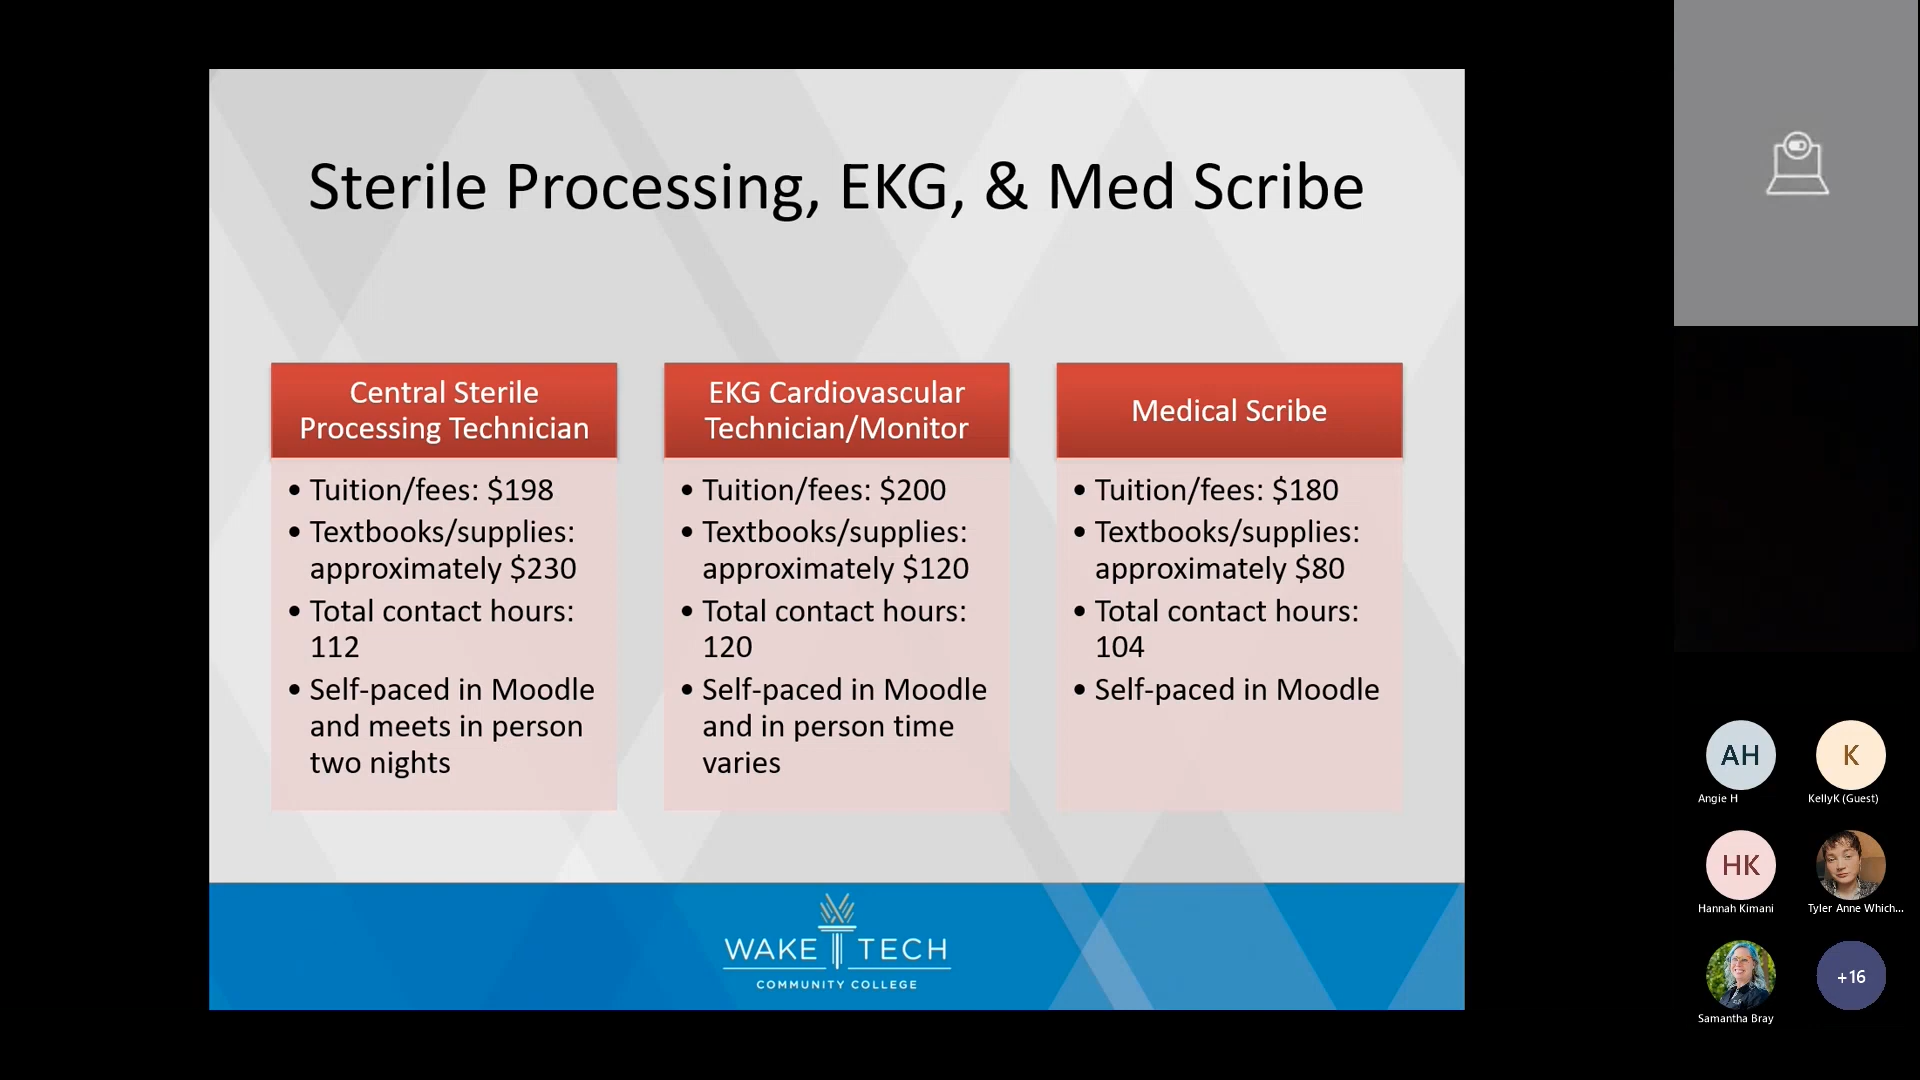 Sterile Processing, EKG, & Med Scribe
Central Sterile
Processing Technician
• Tuition/fees: $198
• Textbooks/supplies:
approximately $230
• Total contact hours:
112
• Self-paced in Moodle
and meets in person
two nights
EKG Cardiovascular
Technician/Monitor
• Tuition/fees: $200
• Textbooks/supplies:
approximately $120
• Total contact hours:
120
• Self-paced in Moodle
and in person time
varies
Medical Scribe
• Tuition/fees: $180
• Textbooks/supplies:
approximately $80
• Total contact hours:
104
• Self-paced in Moodle
WAKE TECH
COMMUNITY COLLEGE
AH
Angie H
K
KellyK (Guest)
HK
Hannah Kimani
Tyler Anne Which...
Samantha Bray
+16